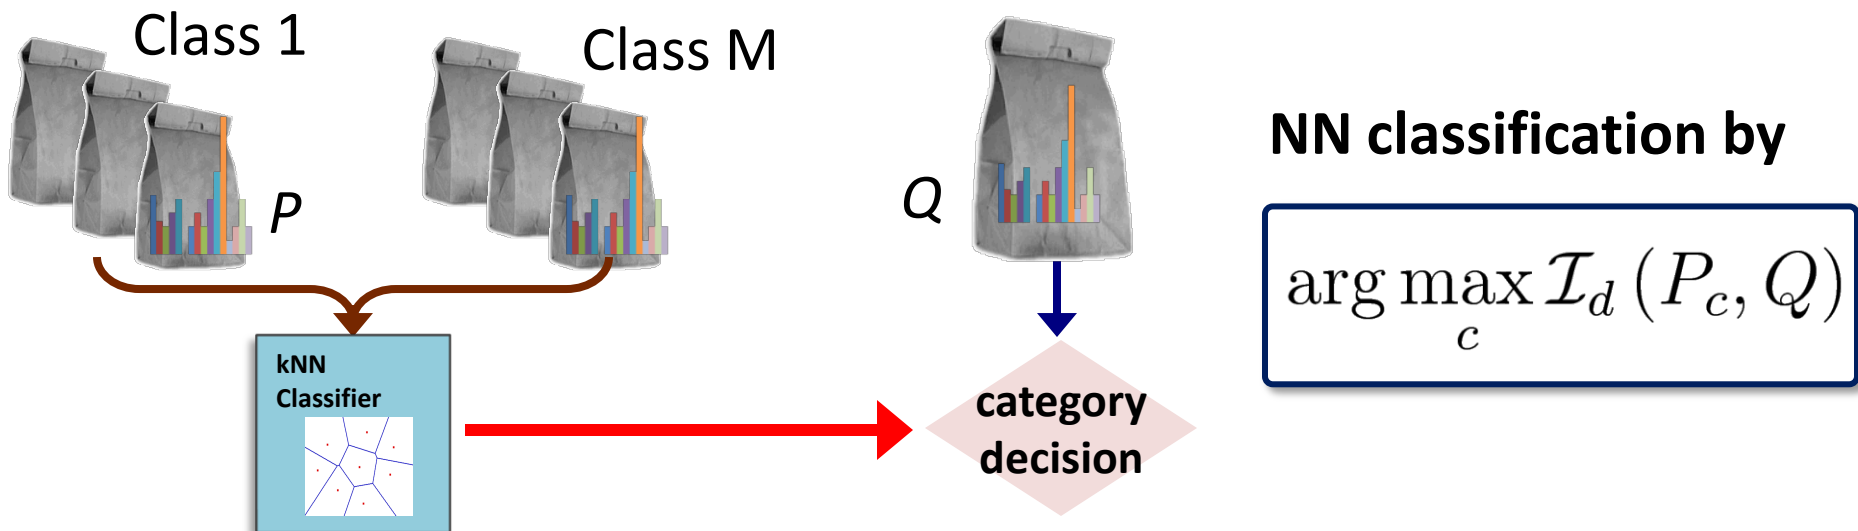 Class 1
Class M
P
Q
NN classification by
arg max_c 𝓘_d (P_c, Q)
kNN
Classifier
category
decision